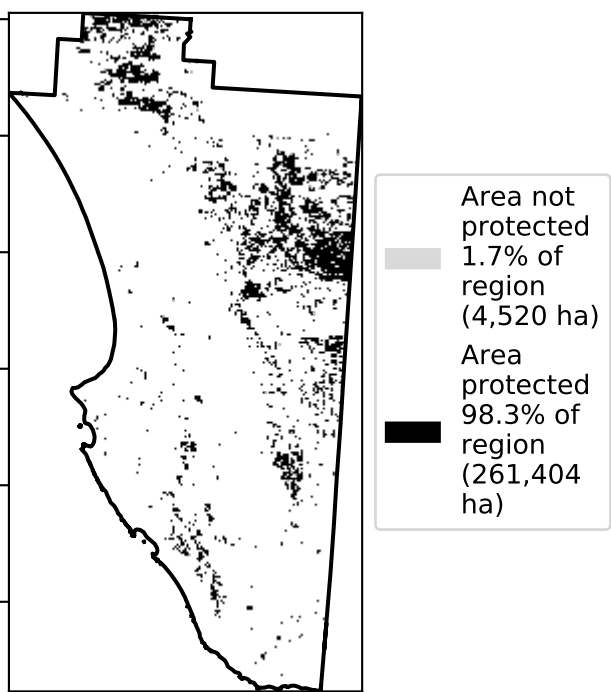 Area not
protected
1.7% of
region
(4,520 ha)
Area
protected
98.3% of
region
(261,404
ha)